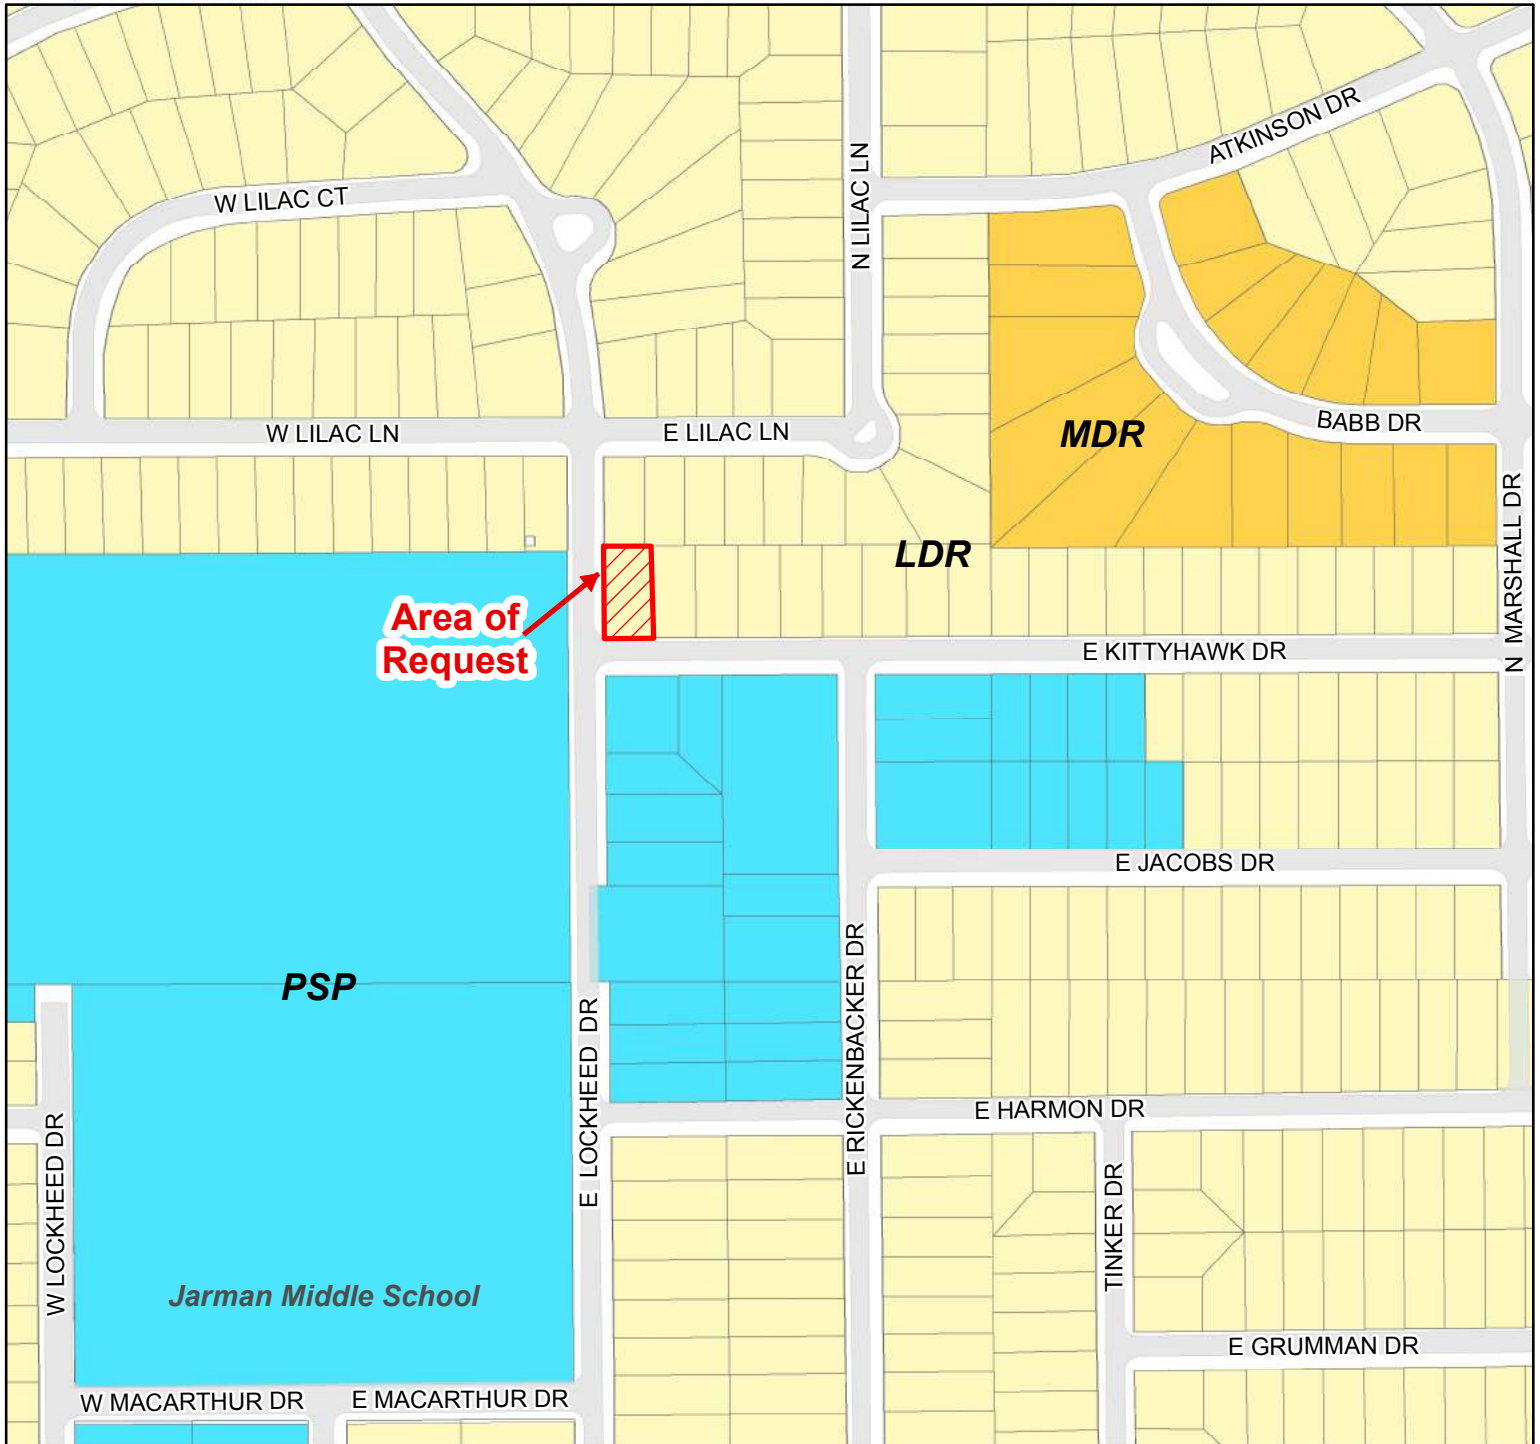 ATKINSON DR
W LILAC CT
N LILAC LN
W LILAC LN
E LILAC LN
BABB DR
MDR
LDR
N MARSHALL DR
Area of
Request
E KITTYHAWK DR
E JACOBS DR
PSP
E LOCKHEED DR
E RICKENBACKER DR
E HARMON DR
W LOCKHEED DR
TINKER DR
Jarman Middle School
E GRUMMAN DR
W MACARTHUR DR
E MACARTHUR DR